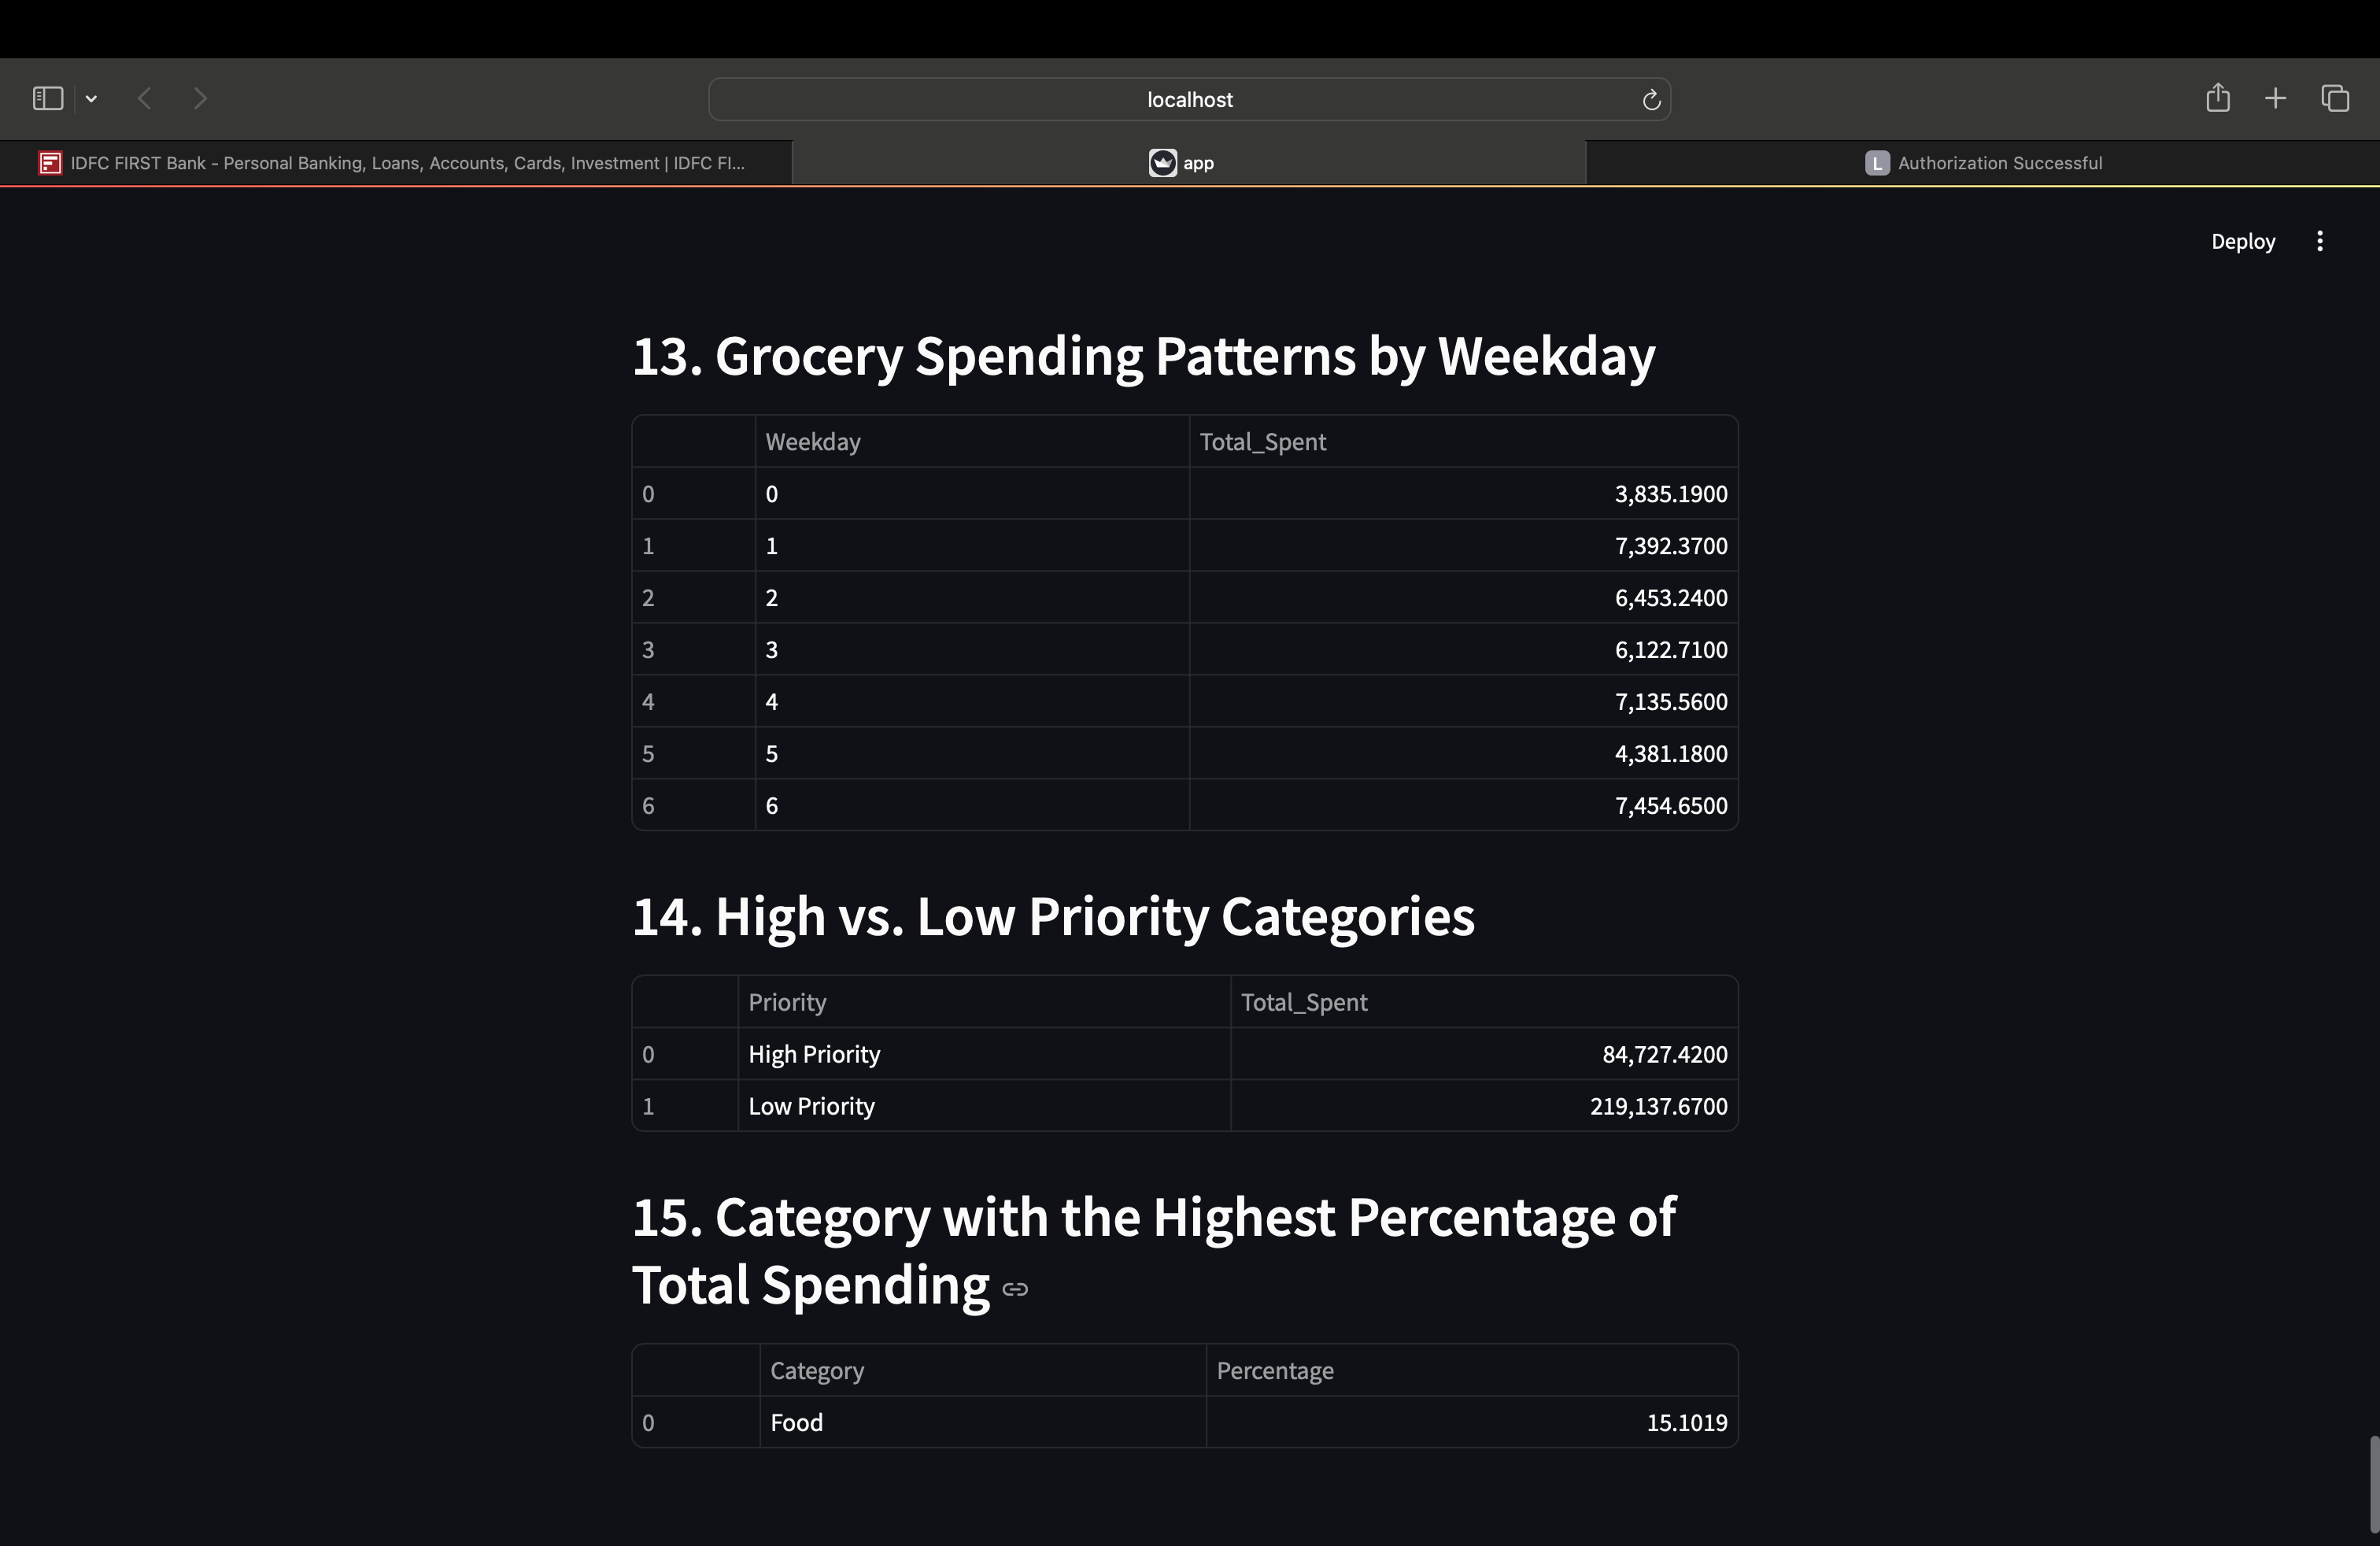 localhost
IDFC FIRST Bank - Personal Banking, Loans, Accounts, Cards, Investment | IDFC FI...
app
L Authorization Successful
Deploy
13. Grocery Spending Patterns by Weekday
Weekday Total_Spent
0 0 3,835.1900
1 1 7,392.3700
2 2 6,453.2400
3 3 6,122.7100
4 4 7,135.5600
5 5 4,381.1800
6 6 7,454.6500
14. High vs. Low Priority Categories
Priority Total_Spent
0 High Priority 84,727.4200
1 Low Priority 219,137.6700
15. Category with the Highest Percentage of
Total Spending
Category Percentage
0 Food 15.1019